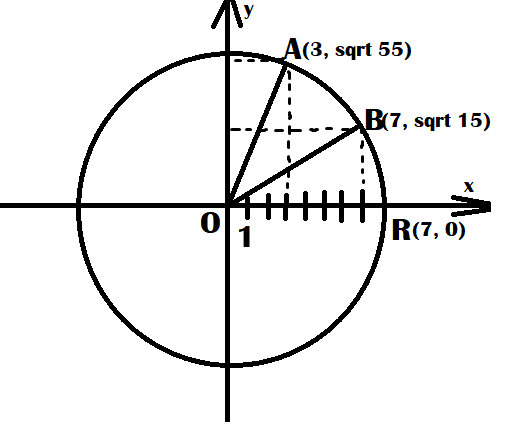 y
A(3, sqrt 55)
B(7, sqrt 15)
x
0
1
R(7, 0)